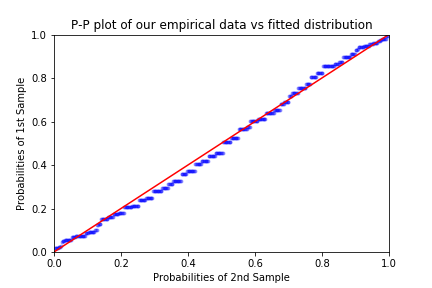 P-P plot of our empirical data vs fitted distribution
1.0
0.8
0.6
0.4
0.2
0.0
Probabilities of 1st Sample
0.0 0.2 0.4 0.6 0.8 1.0
Probabilities of 2nd Sample